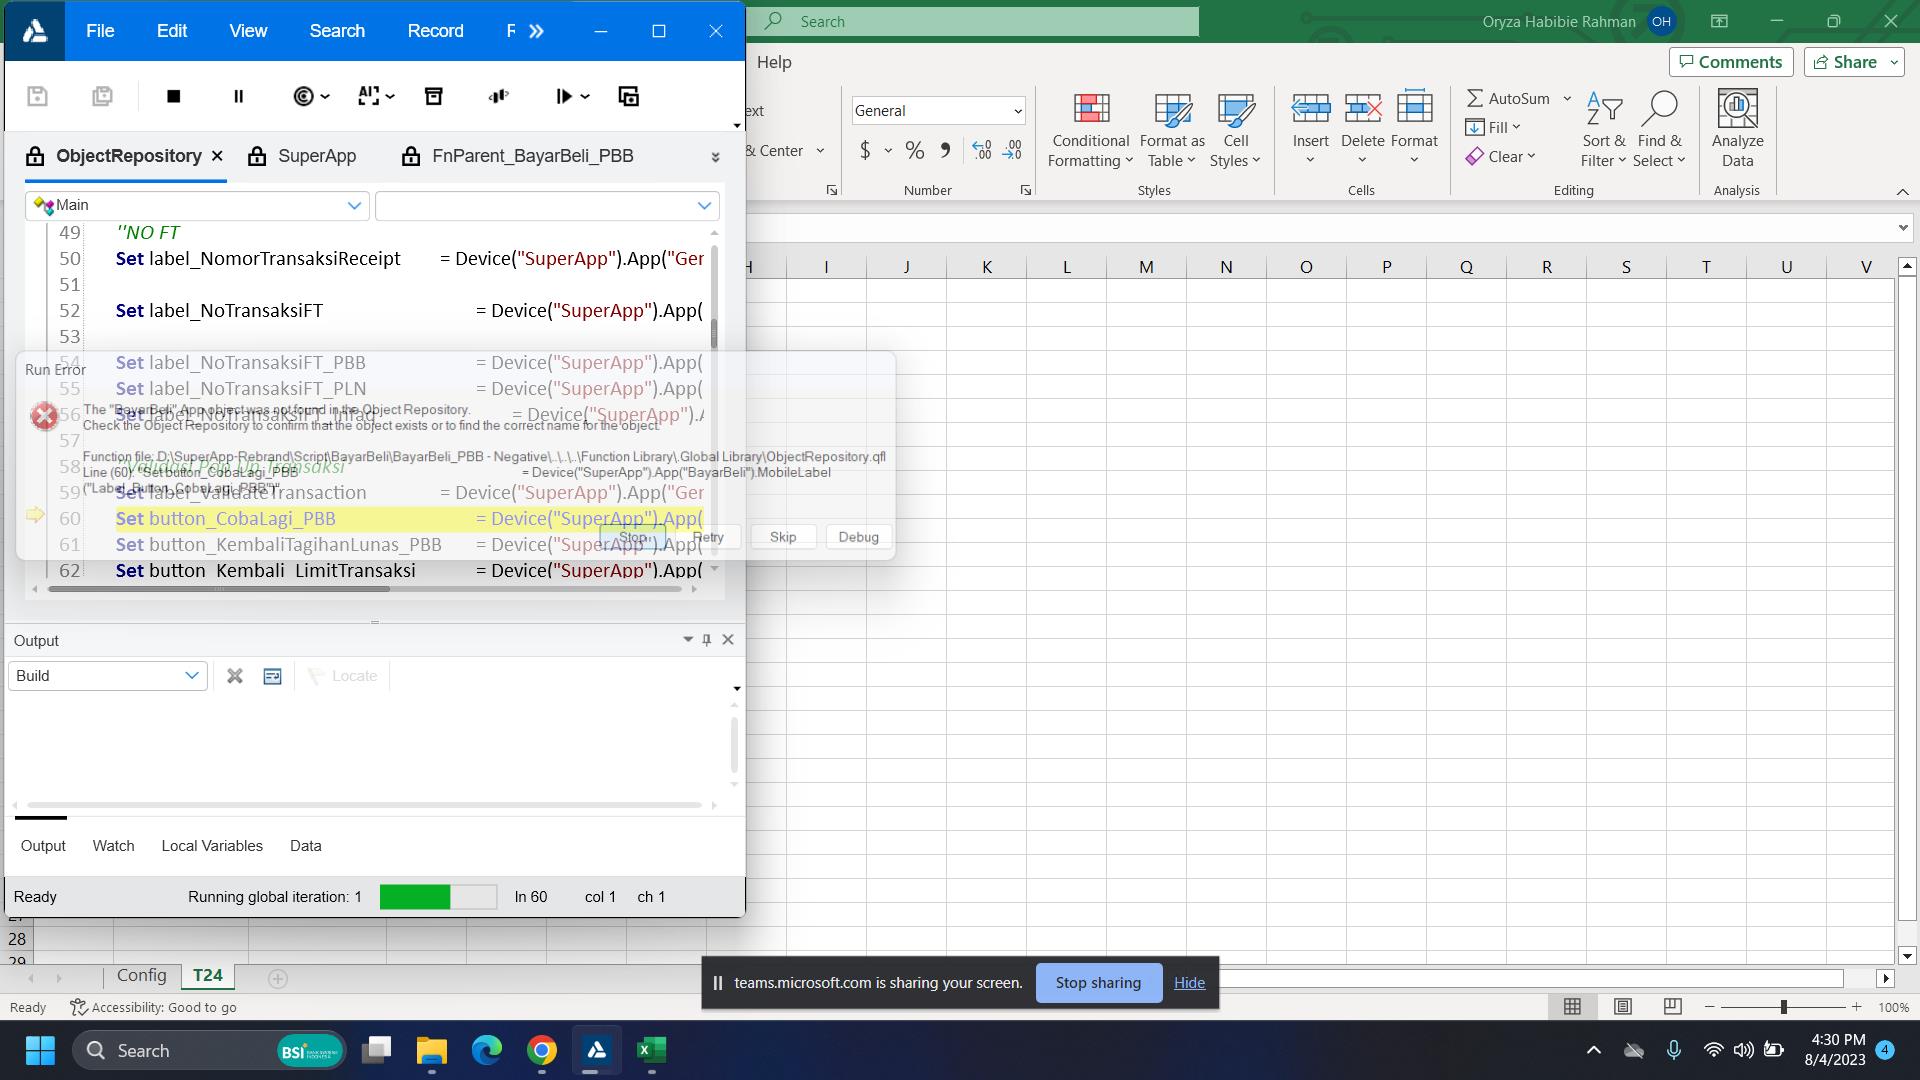 File Edit View Search Record R
Search
Oryza Habibie Rahman OH
Help
Comments Share
ext
& Center
General
$ % 9
Conditional Formatting
Format as Table
Cell Styles
Insert Delete Format
AutoSum
Fill
Clear
Sort & Filter
Find & Select
Analyze Data
Number Styles Cells Editing Analysis
ObjectRepository SuperApp FnParent_BayarBeli_PBB
Main
H I J K L M N O P Q R S T U V
49 ''NO FT
50 Set label_NomorTransaksiReceipt = Device("SuperApp").App("Ger
51
52 Set label_NoTransaksiFT = Device("SuperApp").App(
53
54 Set label_NoTransaksiFT_PBB = Device("SuperApp").App(
55 Set label_NoTransaksiFT_PLN = Device("SuperApp").App(
56 Set label_NoTransaksiFT_Infaq = Device("SuperApp").A
57
58 ''Validasi Pop Up Transaksi
59 Set label_ValidateTransaction = Device("SuperApp").App("Ger
60 Set button_CobaLagi_PBB = Device("SuperApp").App(
61 Set button_KembaliTagihanLunas_PBB = Device("SuperApp").App(
62 Set button_Kembali_LimitTransaksi = Device("SuperApp").App(
Run Error
The "BayarBeli" App object was not found in the Object Repository.
Check the Object Repository to confirm that the object exists or to find the correct name for the object.
Function file: D:\SuperApp-Rebrand\Script\BayarBeli\BayarBeli_PBB - Negative\..\..\..\Function Library\.Global Library\ObjectRepository.qfl
Line (60): "Set button_CobaLagi_PBB = Device("SuperApp").App("BayarBeli").MobileLabel
("Label_Button_CobaLagi_PBB")".
Stop Retry Skip Debug
Output
Build Locate
Output Watch Local Variables Data
Ready Running global iteration: 1 ln 60 col 1 ch 1
28
29
Config T24
teams.microsoft.com is sharing your screen. Stop sharing Hide
Ready Accessibility: Good to go
100%
Search BSI
4:30 PM
8/4/2023 4